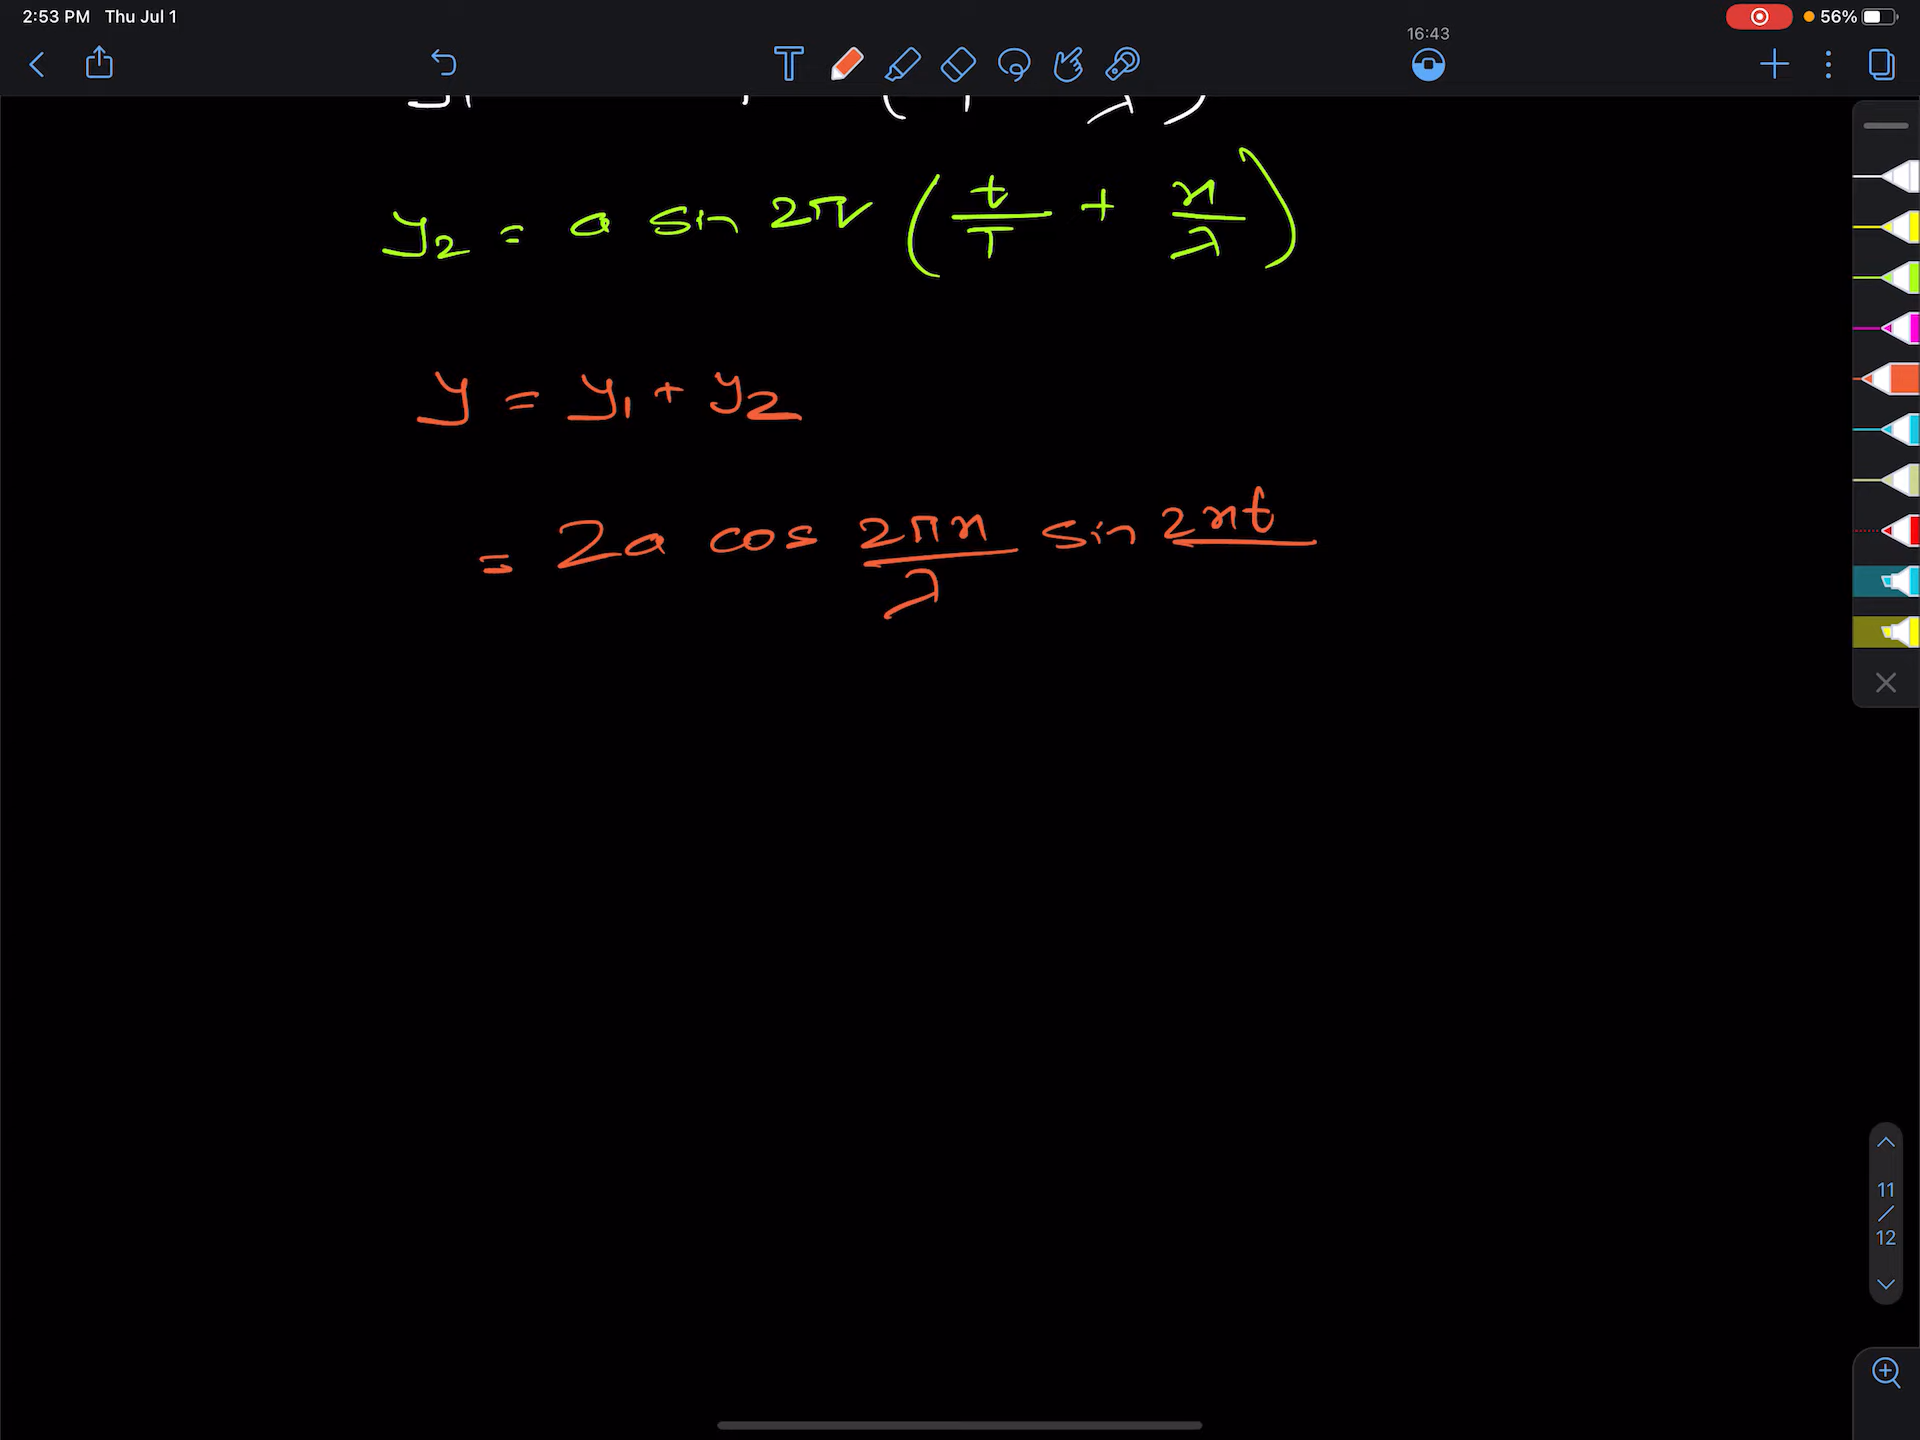 2:53 PM Thu Jul 1
56%
16:43
y₂ = a sin 2π (t/T + x/λ)
y = y₁ + y₂
= 2a cos 2πx/λ sin 2xt
11
/
12